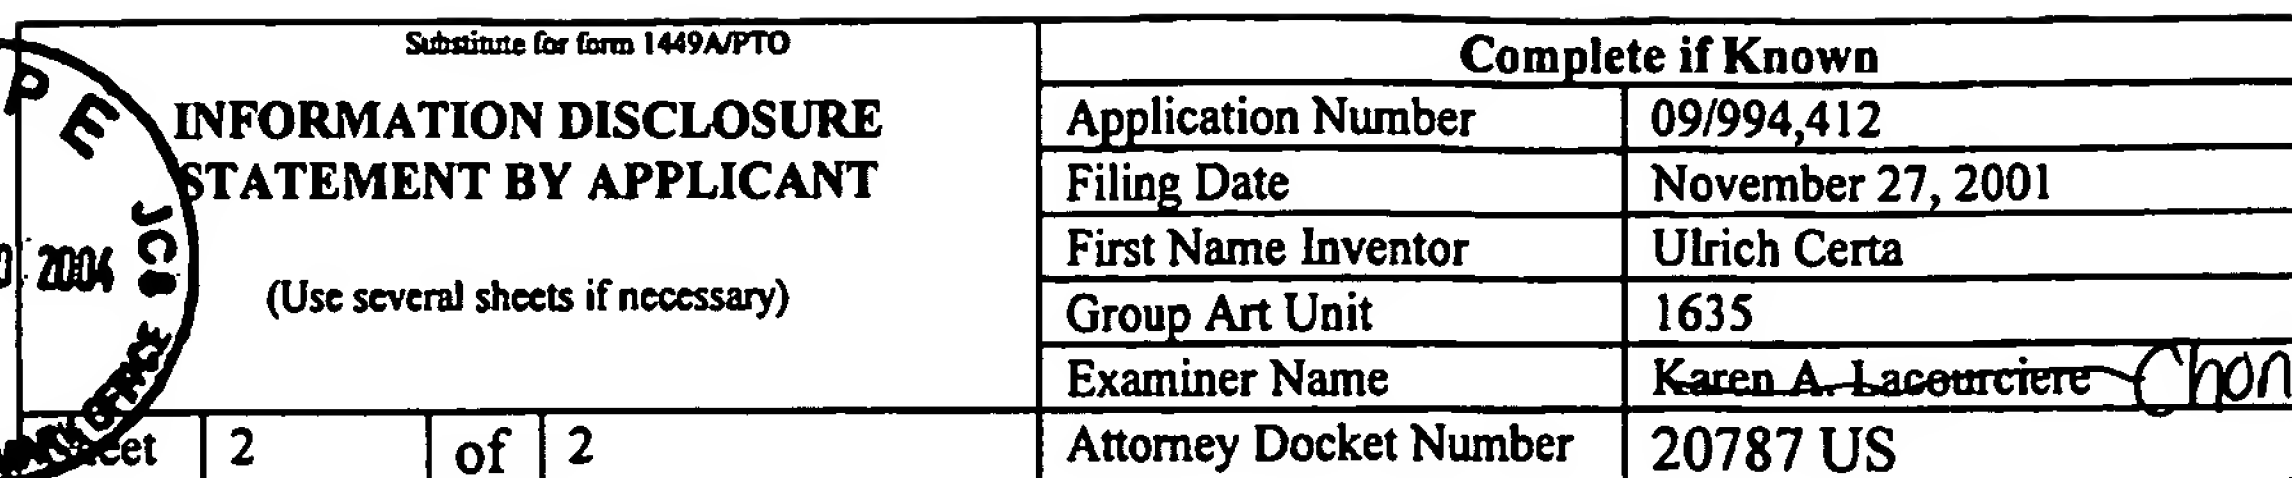 Substitute for form 1449A/PTO
INFORMATION DISCLOSURE
STATEMENT BY APPLICANT
(Use several sheets if necessary)
2 of 2
Complete if Known
Application Number 09/994,412
Filing Date November 27, 2001
First Name Inventor Ulrich Certa
Group Art Unit 1635
Examiner Name Karen A. Lacourciere Chon
Attorney Docket Number 20787 US
P E
JC8
2004